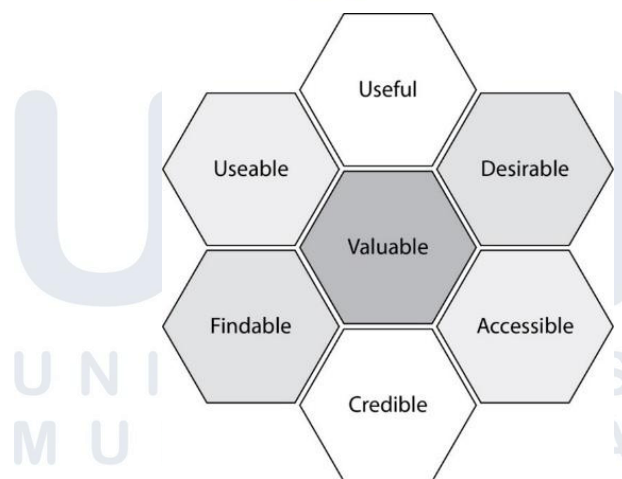 Useful
Useable
Desirable
Valuable
Findable
Accessible
Credible
U N I
M U